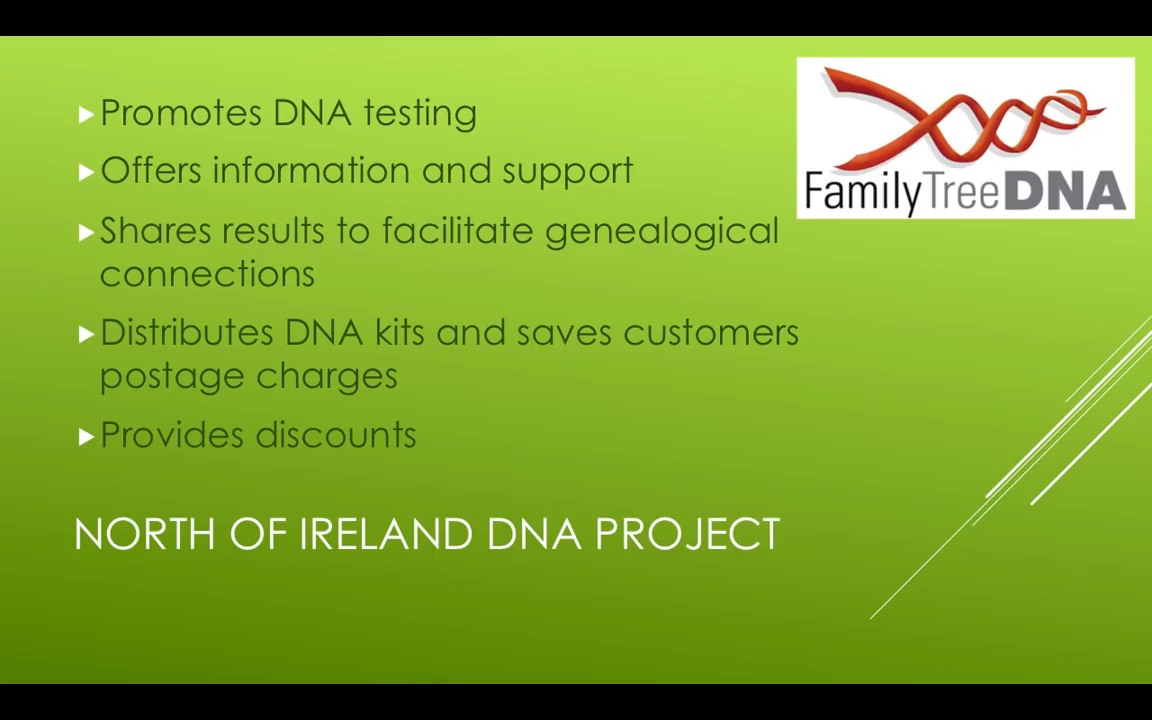 Promotes DNA testing
Offers information and support
Shares results to facilitate genealogical
connections
Distributes DNA kits and saves customers
postage charges
Provides discounts
NORTH OF IRELAND DNA PROJECT
FamilyTreeDNA